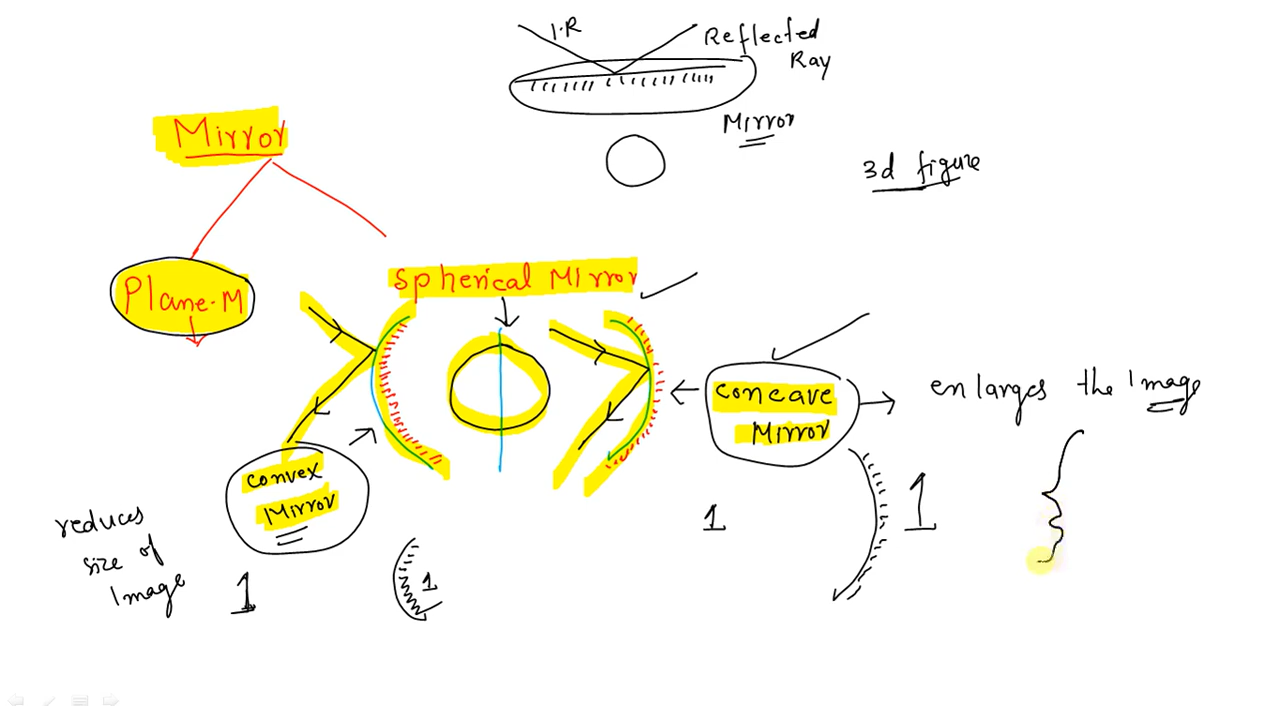 I.R
Reflected
Ray
Mirror
3d figure
Mirror
Plane-M
Spherical Mirror
concave
Mirror
enlarges the Image
convex
Mirror
reduces
size of
Image
1
1
1
1